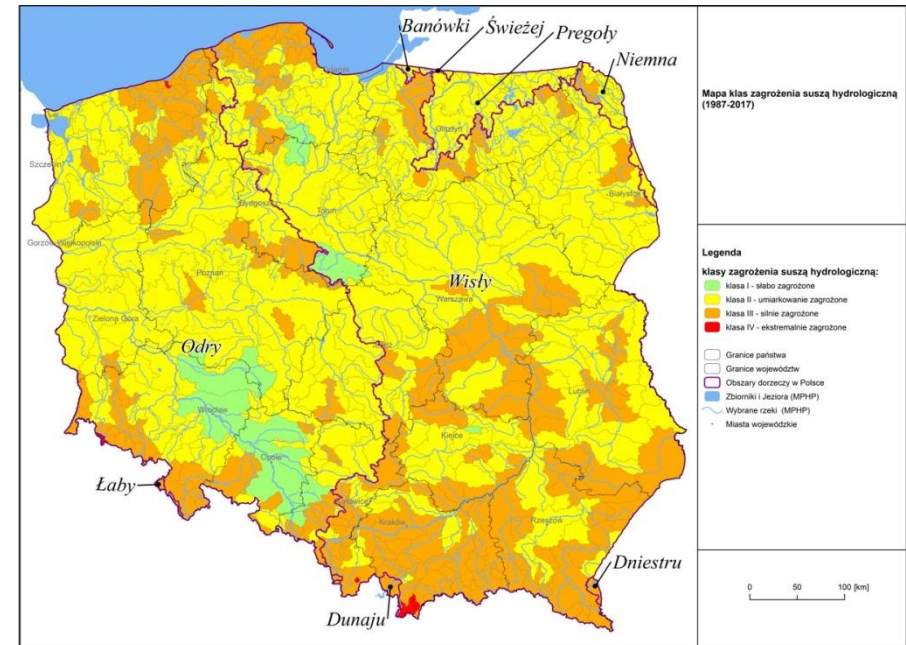 Banówki
Świeżej
Pregoły
Niemna
Gdańsk
Olsztyn
Szczecin
Białystok
Bydgoszcz
Toruń
Gorzów Wielkopolski
Poznań
Wisły
Warszawa
Zielona Góra
Odry
Lublin
Wrocław
Kielce
Opole
Łaby
Katowice
Kraków
Rzeszów
Dniestru
Dunaju
Mapa klas zagrożenia suszą hydrologiczną
(1987-2017)
Legenda
klasy zagrożenia suszą hydrologiczną:
klasa I - słabo zagrożone
klasa II - umiarkowanie zagrożone
klasa III - silnie zagrożone
klasa IV - ekstremalnie zagrożone
Granice państwa
Granice województw
Obszary dorzeczy w Polsce
Zbiorniki i Jeziora (MPHP)
Wybrane rzeki (MPHP)
Miasta wojewódzkie
0 50 100 [km]